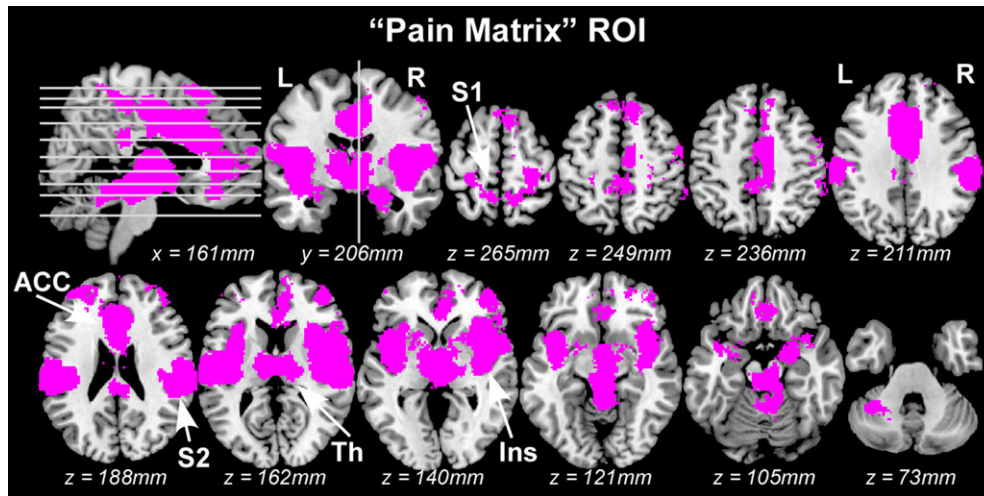 “Pain Matrix” ROI
L R S1 L R
x = 161mm y = 206mm z = 265mm z = 249mm z = 236mm z = 211mm
ACC
S2 Th Ins
z = 188mm z = 162mm z = 140mm z = 121mm z = 105mm z = 73mm